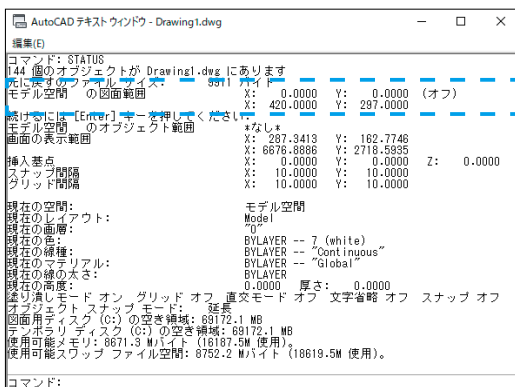 AutoCAD テキスト ウィンドウ - Drawing1.dwg
編集(E)
コマンド: STATUS
144 個のオブジェクトが Drawing1.dwg にあります
元に戻すのファイル サイズ: 9911 バイト
モデル空間 の図面範囲 X: 0.0000 Y: 0.0000 (オフ)
X: 420.0000 Y: 297.0000
続けるには [Enter] キーを押してください:
モデル空間 のオブジェクト範囲 *なし*
画面の表示範囲 X: 287.3413 Y: 162.7746
X: 6676.8886 Y: 2718.5935
挿入基点 X: 0.0000 Y: 0.0000 Z: 0.0000
スナップ間隔 X: 10.0000 Y: 10.0000
グリッド間隔 X: 10.0000 Y: 10.0000
現在の空間: モデル空間
現在のレイアウト: Model
現在の画層: "0"
現在の色: BYLAYER -- 7 (white)
現在の線種: BYLAYER -- "Continuous"
現在のマテリアル: BYLAYER -- "Global"
現在の線の太さ: BYLAYER
現在の高度: 0.0000 厚さ: 0.0000
塗り潰しモード オン グリッド オフ 直交モード オフ 文字省略 オフ スナップ オフ
オブジェクト スナップ モード: 延長
図面用ディスク (C:) の空き領域: 69172.1 MB
テンポラリ ディスク (C:) の空き領域: 69172.1 MB
使用可能メモリ: 8671.3 Mバイト (16187.5M 使用)。
使用可能スワップ ファイル空間: 8752.2 Mバイト (18619.5M 使用)。
コマンド: